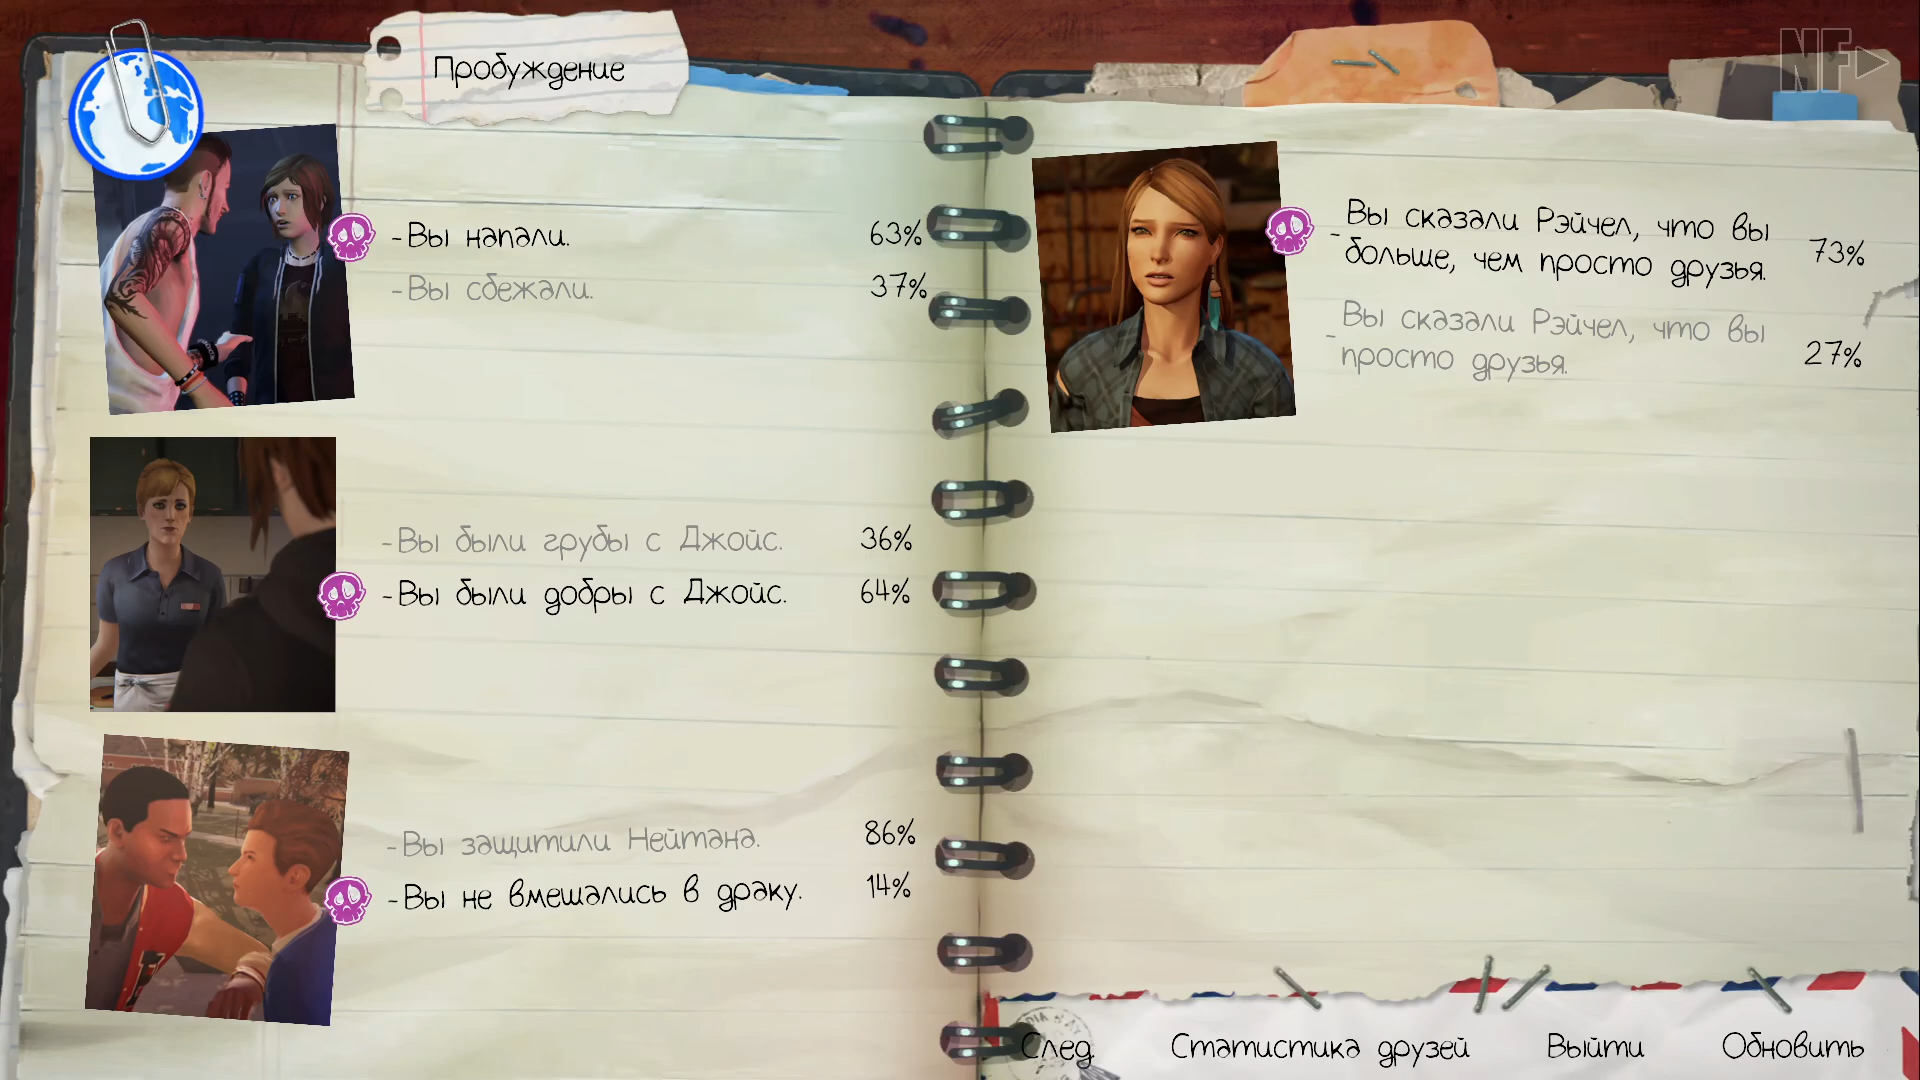 Пробуждение
NF
-Вы напали. 63%
-Вы сбежали. 37%
-Вы были грубы с Джойс. 36%
-Вы были добры с Джойс. 64%
-Вы защитили Нейтана. 86%
-Вы не вмешались в драку. 14%
- Вы сказали Рэйчел, что вы
больше, чем просто друзья. 73%
- Вы сказали Рэйчел, что вы
просто друзья. 27%
След. Статистика друзей Выйти Обновить